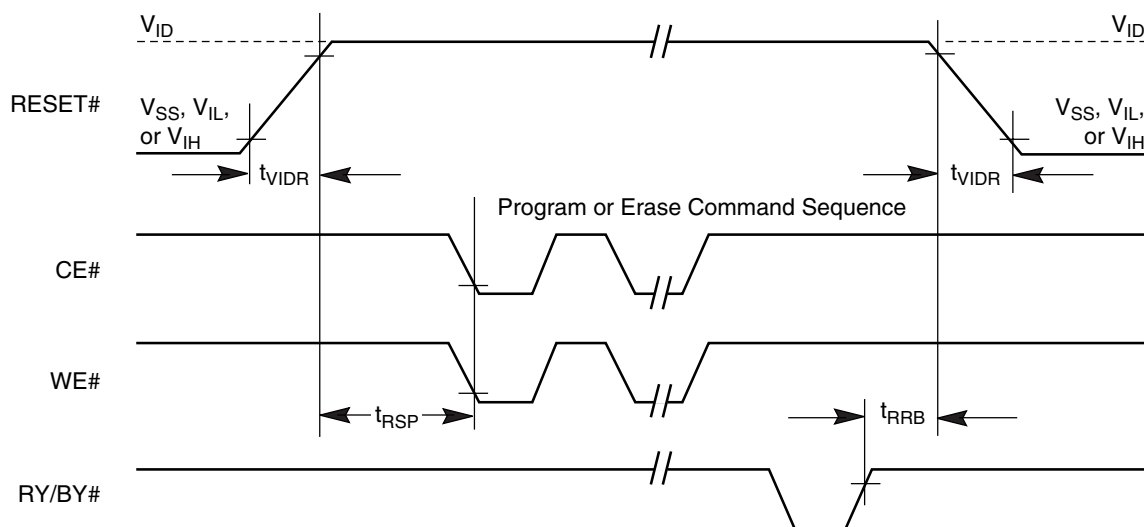 V_ID
V_ID
RESET#
V_SS, V_IL,
or V_IH
V_SS, V_IL,
or V_IH
t_VIDR
t_VIDR
Program or Erase Command Sequence
CE#
WE#
t_RSP
t_RRB
RY/BY#